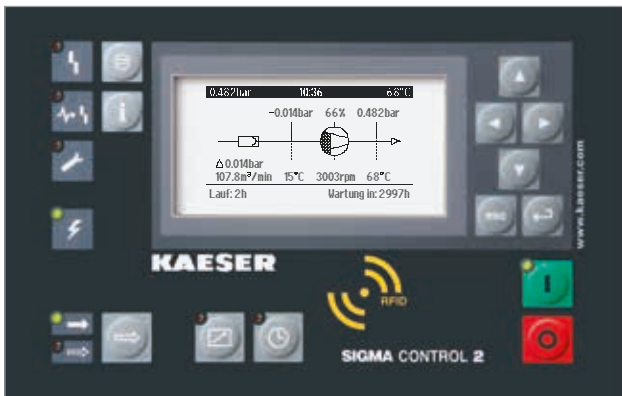 0.482bar 10:36 68°C
-0.014bar 66% 0.482bar
Δ 0.014bar
107.8m³/min 15°C 3003rpm 68°C
Lauf: 2h Wartung in: 2997h
esc
KAESER
RFID
SIGMA CONTROL 2
I
www.kaeser.com